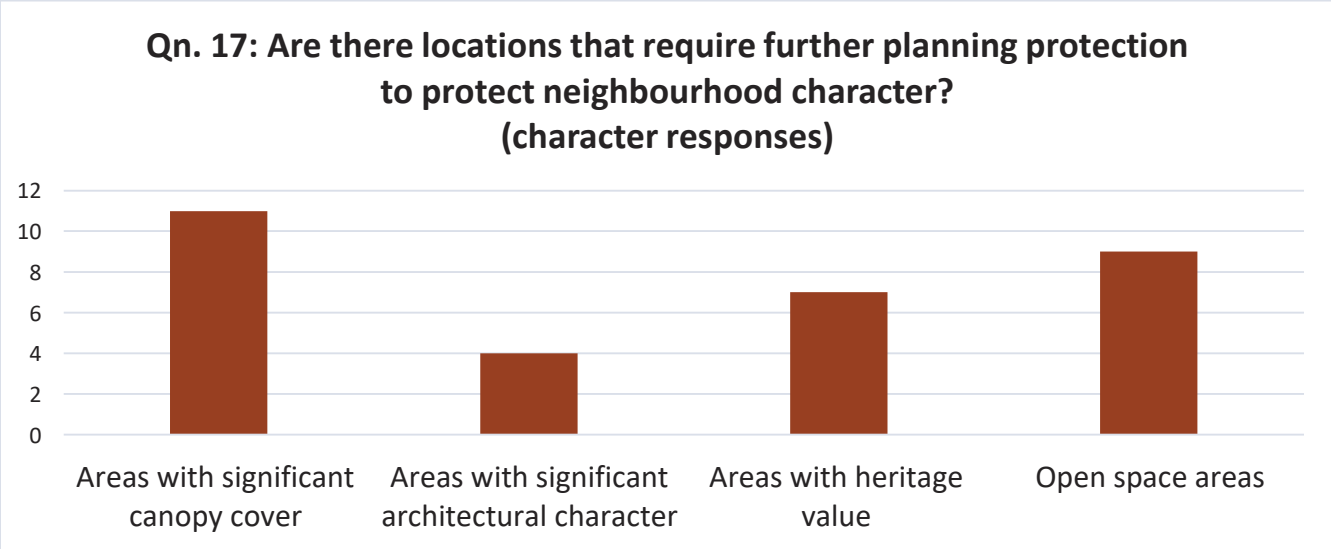 Qn. 17: Are there locations that require further planning protection
to protect neighbourhood character?
(character responses)
12
10
8
6
4
2
0
Areas with significant
canopy cover
Areas with significant
architectural character
Areas with heritage
value
Open space areas